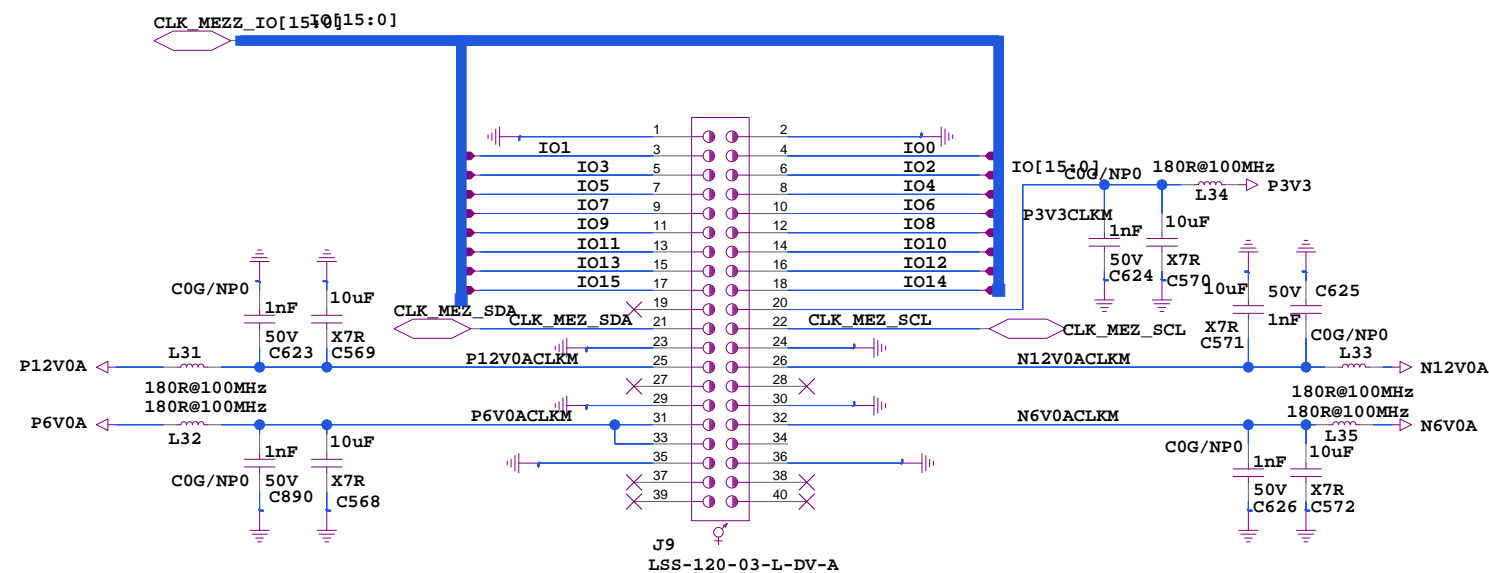 CLK_MEZZ_IO[15:0]
IO[15:0]
1 2
IO1 3 4 IO0
IO3 5 6 IO2
IO[15:0]
C0G/NP0
180R@100MHz
P3V3
L34
IO5 7 8 IO4
IO7 9 10 IO6
P3V3CLKM
10uF
1nF
IO9 11 12 IO8
IO11 13 14 IO10
50V X7R
C624 C570
IO13 15 16 IO12
IO15 17 18 IO14
C0G/NP0
10uF
1nF
50V X7R
C623 C569
10uF
50V C625
1nF
X7R
C571
C0G/NP0
19 20
CLK_MEZ_SDA
CLK_MEZ_SDA 21 22 CLK_MEZ_SCL
CLK_MEZ_SCL
23 24
P12V0A L31 P12V0ACLKM 25 26 N12V0ACLKM L33 N12V0A
180R@100MHz
27 28
180R@100MHz
180R@100MHz
29 30
180R@100MHz
P6V0A L32 P6V0ACLKM 31 32 N6V0ACLKM L35 N6V0A
33 34
1nF 10uF
C0G/NP0 50V X7R
C890 C568
C0G/NP0
1nF 10uF
50V X7R
C626 C572
35 36
37 38
39 40
J9
LSS-120-03-L-DV-A